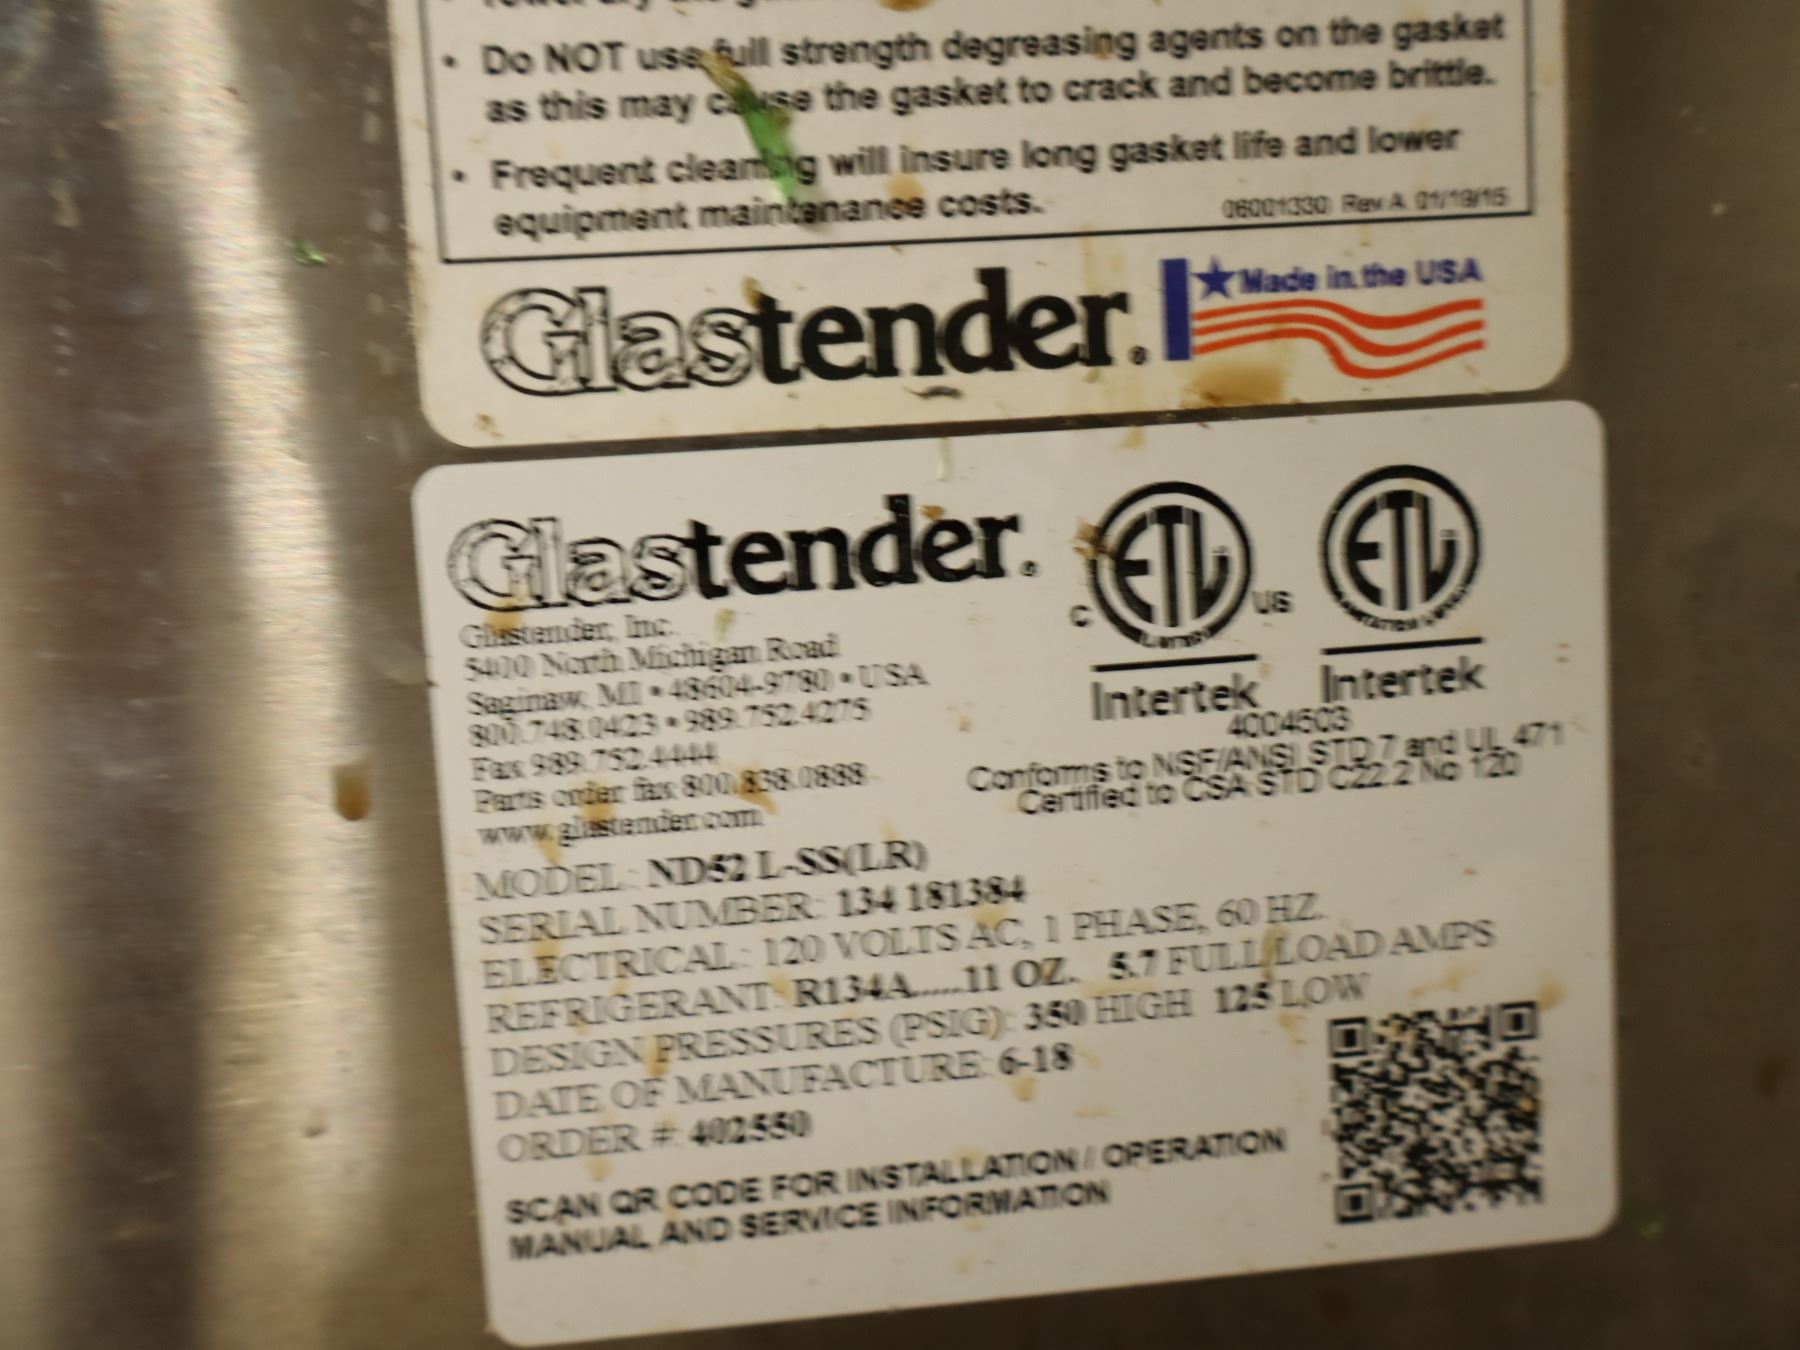 • Do NOT use full strength degreasing agents on the gasket
as this may cause the gasket to crack and become brittle.
• Frequent cleaning will insure long gasket life and lower
equipment maintenance costs.
06001330 Rev A 01/19/15
Glastender®
Made in the USA
Glastender®
Glastender, Inc.
5400 North Michigan Road
Saginaw, MI • 48604-9780 • USA
800.748.0423 • 989.752.4275
Fax 989.752.4444
Parts order fax 800.838.0888
www.glastender.com
C ETL US
LISTED
Intertek
ETL
SANITATION LISTED
Intertek
4004603
Conforms to NSF/ANSI STD 7 and UL 471
Certified to CSA STD C22.2 No 120
MODEL: ND52 L-SS(LR)
SERIAL NUMBER: 134 181384
ELECTRICAL: 120 VOLTS AC, 1 PHASE, 60 HZ.
REFRIGERANT: R134A.....11 OZ. 5.7 FULL LOAD AMPS
DESIGN PRESSURES (PSIG): 350 HIGH 125 LOW
DATE OF MANUFACTURE: 6-18
ORDER #: 402550
SCAN QR CODE FOR INSTALLATION / OPERATION
MANUAL AND SERVICE INFORMATION